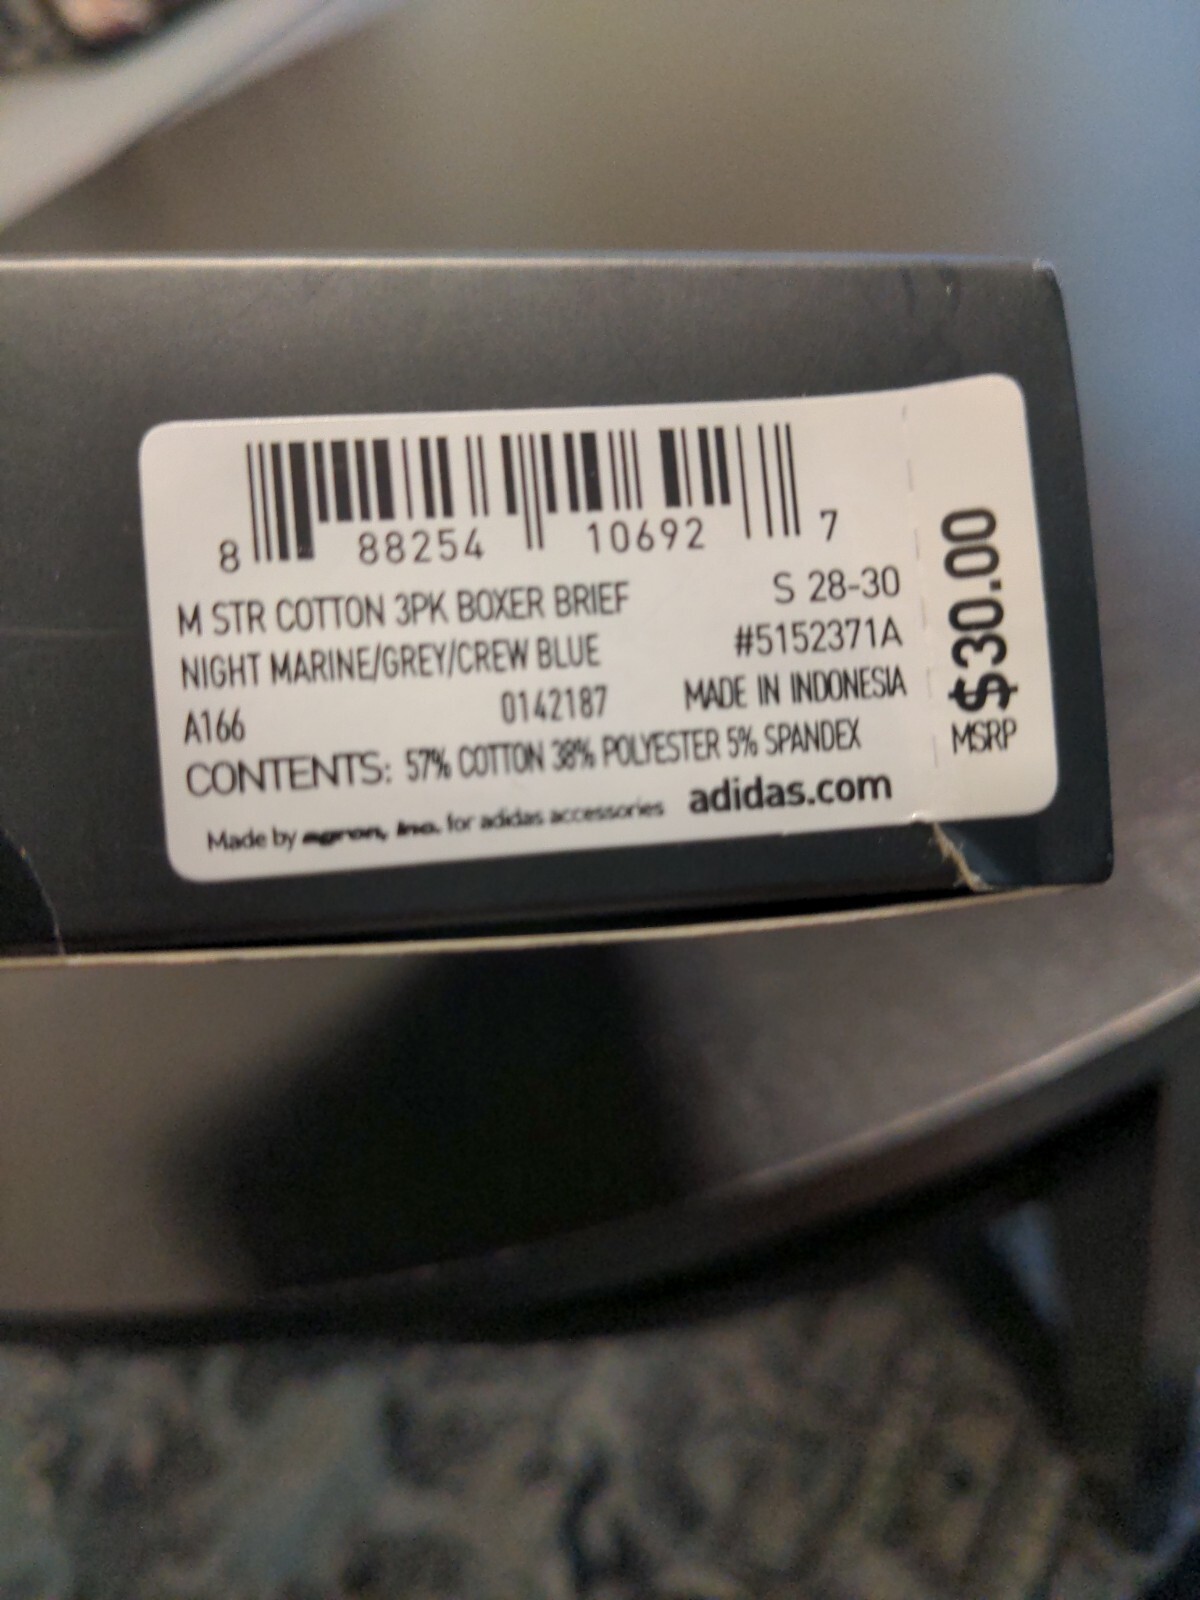 8 88254 10692 7
M STR COTTON 3PK BOXER BRIEF S 28-30
NIGHT MARINE/GREY/CREW BLUE #5152371A
A166 0142187 MADE IN INDONESIA
CONTENTS: 57% COTTON 38% POLYESTER 5% SPANDEX
Made by agron, inc. for adidas accessories adidas.com
$30.00
MSRP